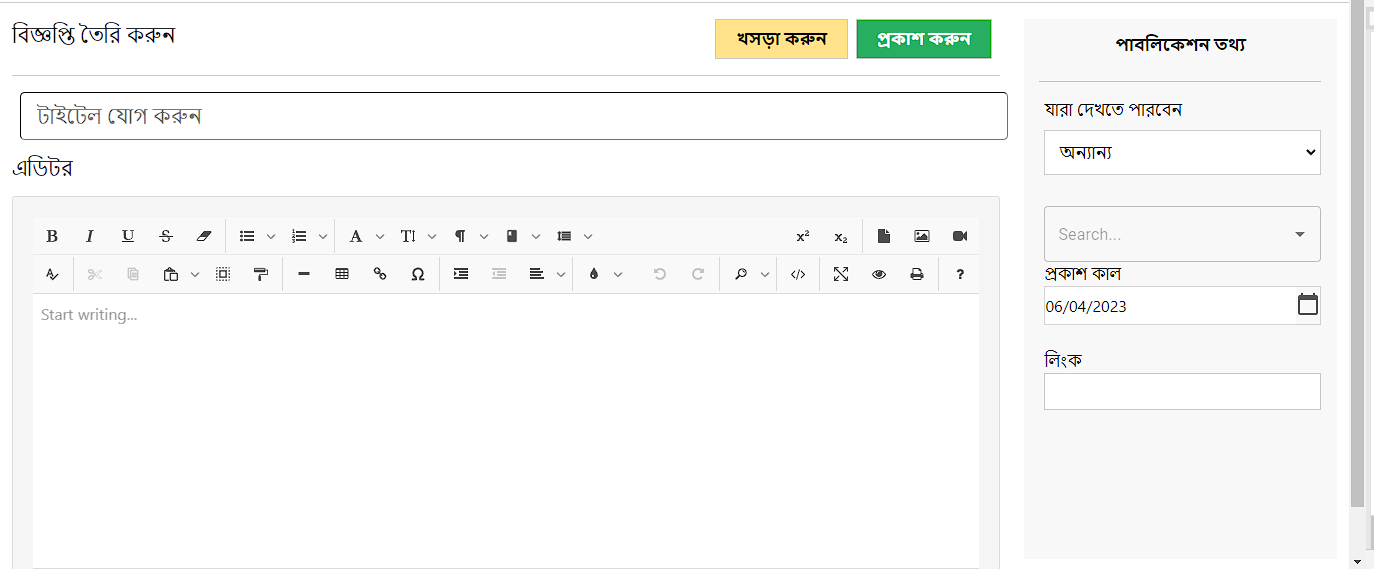 বিজ্ঞপ্তি তৈরি করুন
খসড়া করুন
প্রকাশ করুন
টাইটেল যোগ করুন
এডিটর
Start writing...
পাবলিকেশন তথ্য
যারা দেখতে পারবেন
অন্যান্য
Search...
প্রকাশ কাল
06/04/2023
লিংক